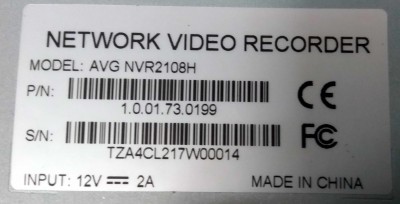 NETWORK VIDEO RECORDER
MODEL: AVG NVR2108H
P/N:
1.0.01.73.0199
CE
S/N:
TZA4CL217W00014
FC
INPUT: 12V ⎓ 2A
MADE IN CHINA